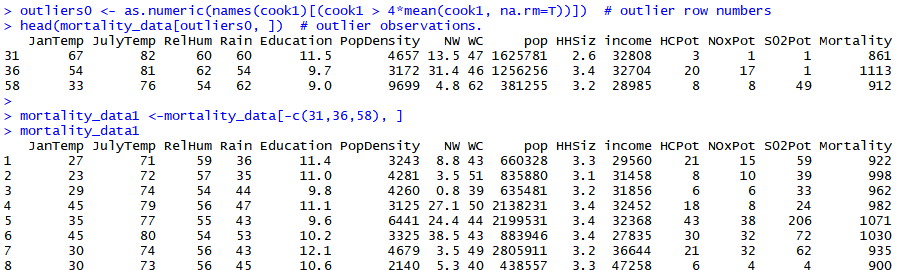 > outliers0 <- as.numeric(names(cook1)[(cook1 > 4*mean(cook1, na.rm=T))])  # outlier row numbers
> head(mortality_data[outliers0, ])  # outlier observations.
   JanTemp JulyTemp RelHum Rain Education PopDensity   NW WC     pop HHSiz income HCPot NOxPot S02Pot Mortality
31      67       82     60   60      11.5       4657 13.5 47 1625781   2.6  32808     3      1      1       861
36      54       81     62   54       9.7       3172 31.4 46 1256256   3.4  32704    20     17      1      1113
58      33       76     54   62       9.0       9699  4.8 62  381255   3.2  28985     8      8     49       912
>
> mortality_data1 <-mortality_data[-c(31,36,58), ]
> mortality_data1
   JanTemp JulyTemp RelHum Rain Education PopDensity   NW WC     pop HHSiz income HCPot NOxPot S02Pot Mortality
1       27       71     59   36      11.4       3243  8.8 43  660328   3.3  29560    21     15     59       922
2       23       72     57   35      11.0       4281  3.5 51  835880   3.1  31458     8     10     39       998
3       29       74     54   44       9.8       4260  0.8 39  635481   3.2  31856     6      6     33       962
4       45       79     56   47      11.1       3125 27.1 50 2138231   3.4  32452    18      8     24       982
5       35       77     55   43       9.6       6441 24.4 44 2199531   3.4  32368    43     38    206      1071
6       45       80     54   53      10.2       3325 38.5 43  883946   3.4  27835    30     32     72      1030
7       30       74     56   43      12.1       4679  3.5 49 2805911   3.2  36644    21     32     62       935
8       30       73     56   45      10.6       2140  5.3 40  438557   3.3  47258     6      4      4       900